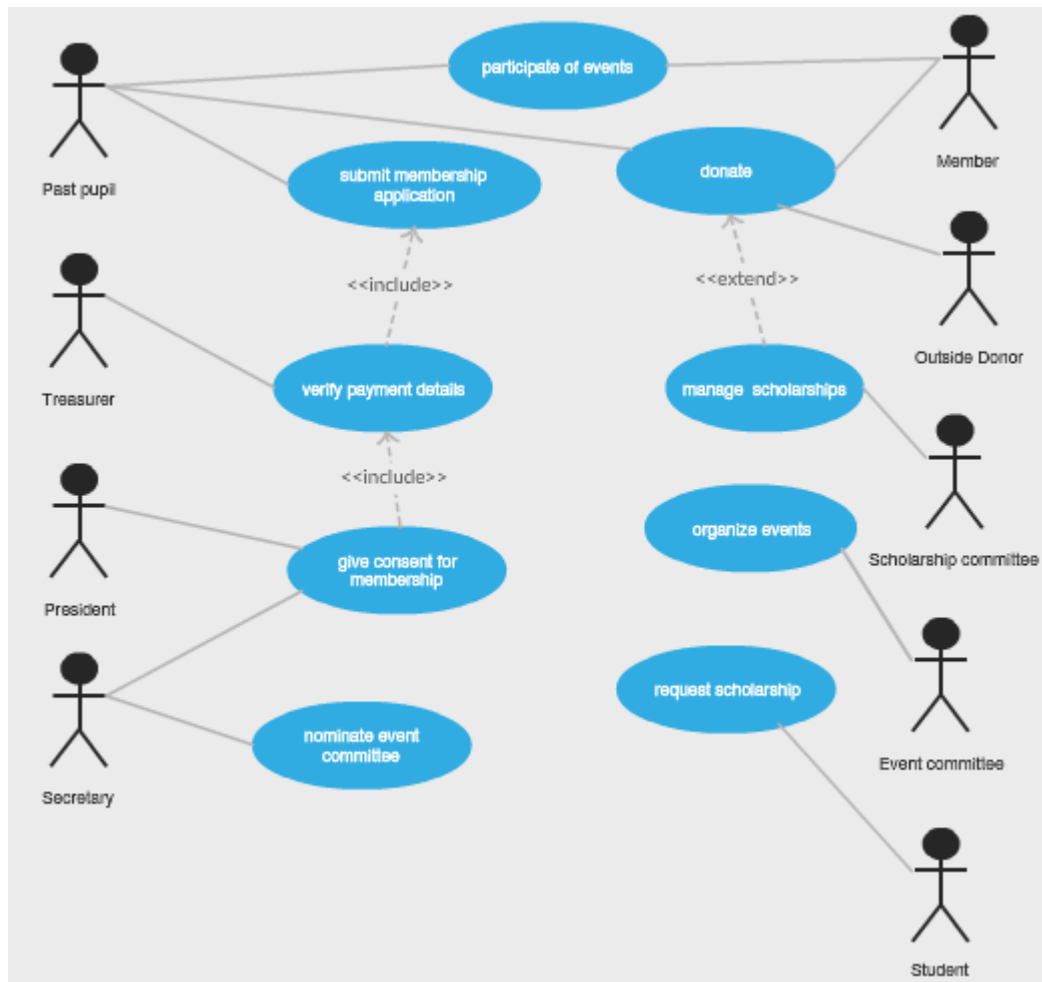 participate of events
Member
Past pupil
submit membership
application
donate
<<include>>
<<extend>>
Outside Donor
Treasurer
verify payment details
manage scholarships
<<include>>
organize events
Scholarship committee
give consent for
membership
President
request scholarship
nominate event
committee
Event committee
Secretary
Student